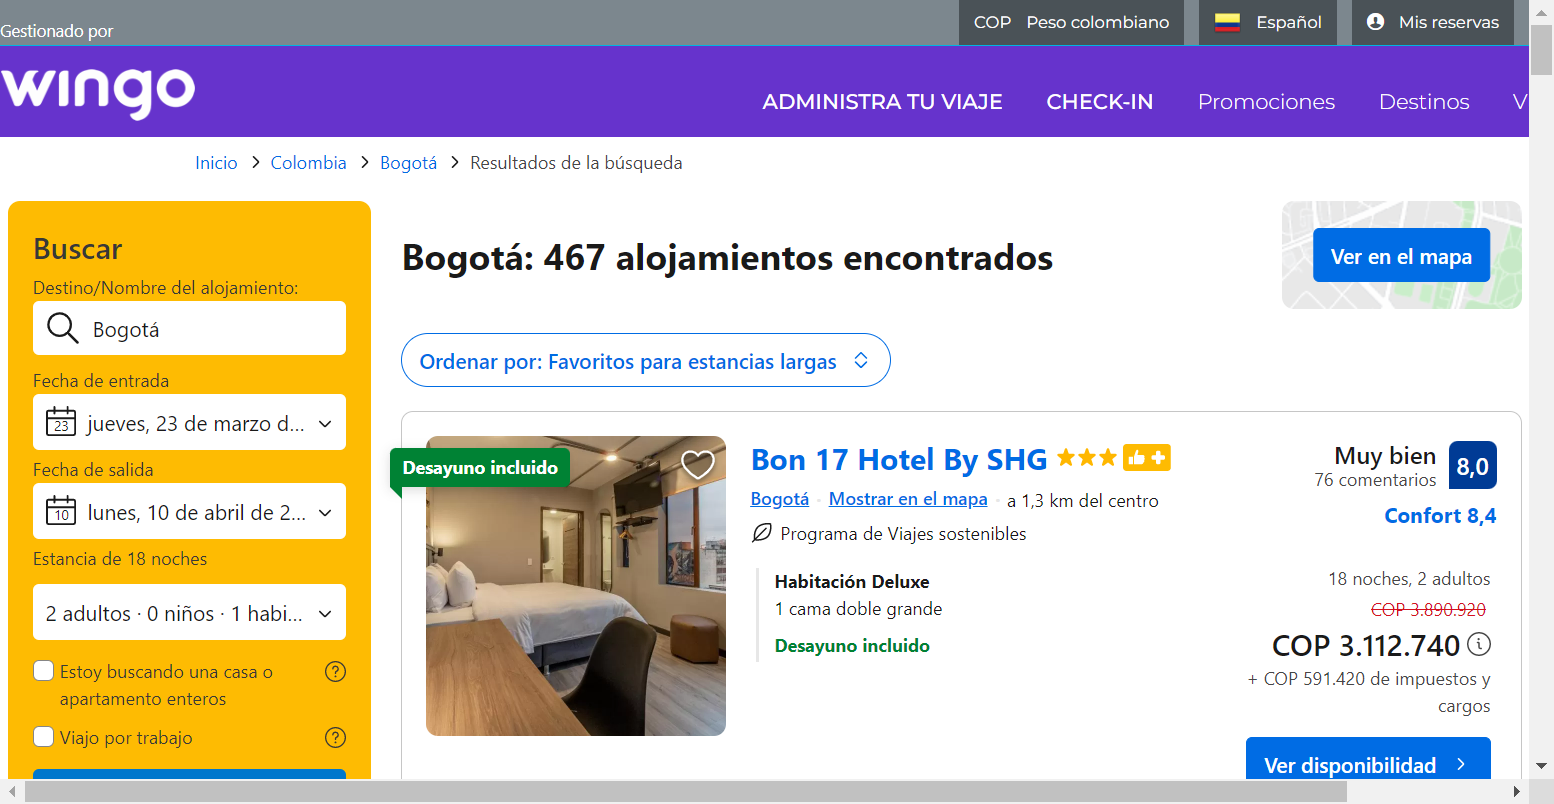 Gestionado por
COP Peso colombiano
Español
Mis reservas
wingo
ADMINISTRA TU VIAJE
CHECK-IN
Promociones
Destinos
V
Inicio > Colombia > Bogotá > Resultados de la búsqueda
Buscar
Destino/Nombre del alojamiento:
Bogotá
Fecha de entrada
23
jueves, 23 de marzo d...
Fecha de salida
10
lunes, 10 de abril de 2...
Estancia de 18 noches
2 adultos · 0 niños · 1 habi...
Estoy buscando una casa o
apartamento enteros
Viajo por trabajo
Bogotá: 467 alojamientos encontrados
Ver en el mapa
Ordenar por: Favoritos para estancias largas
Desayuno incluido
Bon 17 Hotel By SHG
Bogotá · Mostrar en el mapa · a 1,3 km del centro
Programa de Viajes sostenibles
Habitación Deluxe
1 cama doble grande
Desayuno incluido
Muy bien
76 comentarios
8,0
Confort 8,4
18 noches, 2 adultos
COP 3.890.920
COP 3.112.740
+ COP 591.420 de impuestos y
cargos
Ver disponibilidad